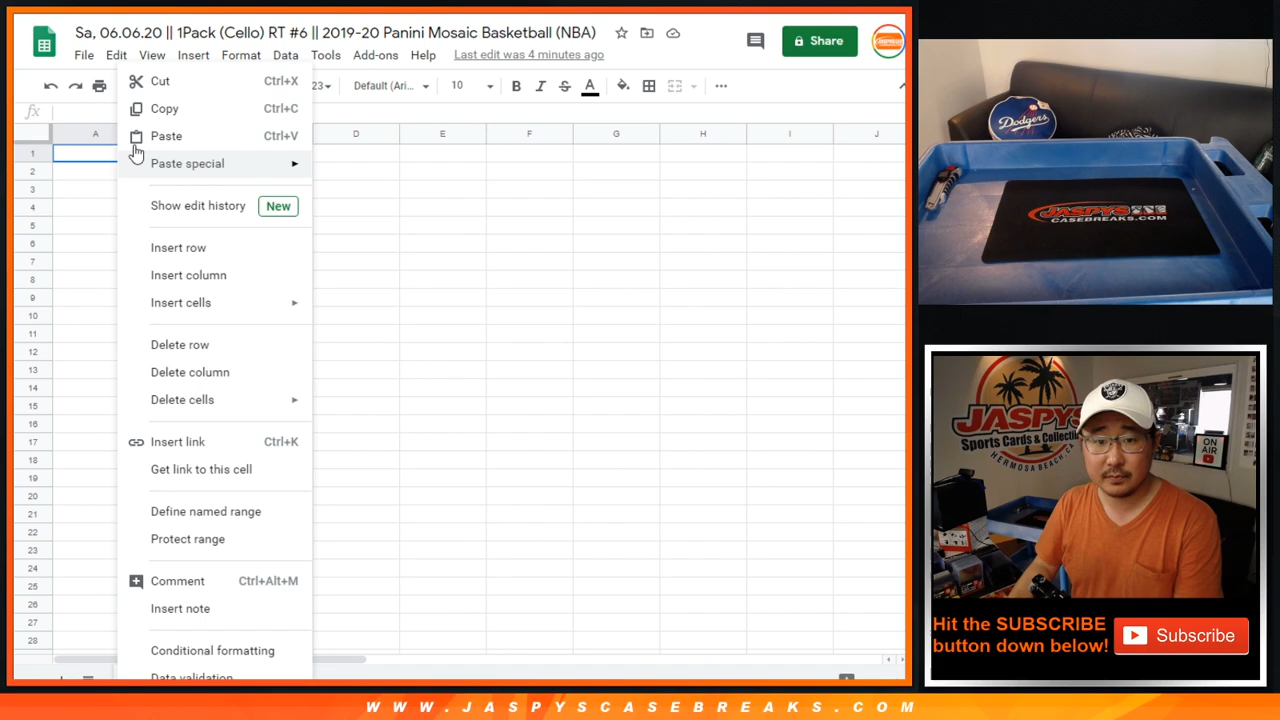 Sa, 06.06.20 || 1Pack (Cello) RT #6 || 2019-20 Panini Mosaic Basketball (NBA)
File Edit View Insert Format Data Tools Add-ons Help Last edit was 4 minutes ago
Share
23 Default (Ari... 10 B I S A
fx
A D E F G H I J
Cut Ctrl+X
Copy Ctrl+C
Paste Ctrl+V
Paste special
Show edit history New
Insert row
Insert column
Insert cells
Delete row
Delete column
Delete cells
Insert link Ctrl+K
Get link to this cell
Define named range
Protect range
Comment Ctrl+Alt+M
Insert note
Conditional formatting
Data validation
1
2
3
4
5
6
7
8
9
10
11
12
13
14
15
16
17
18
19
20
21
22
23
24
25
26
27
28
Dodgers
JASPYS
CASEBREAKS.COM
JASPYS
Sports Cards & Collectibles
HERMOSA BEACH, CA
ON
AIR
Hit the SUBSCRIBE
button down below!
Subscribe
WWW.JASPYSCASEBREAKS.COM